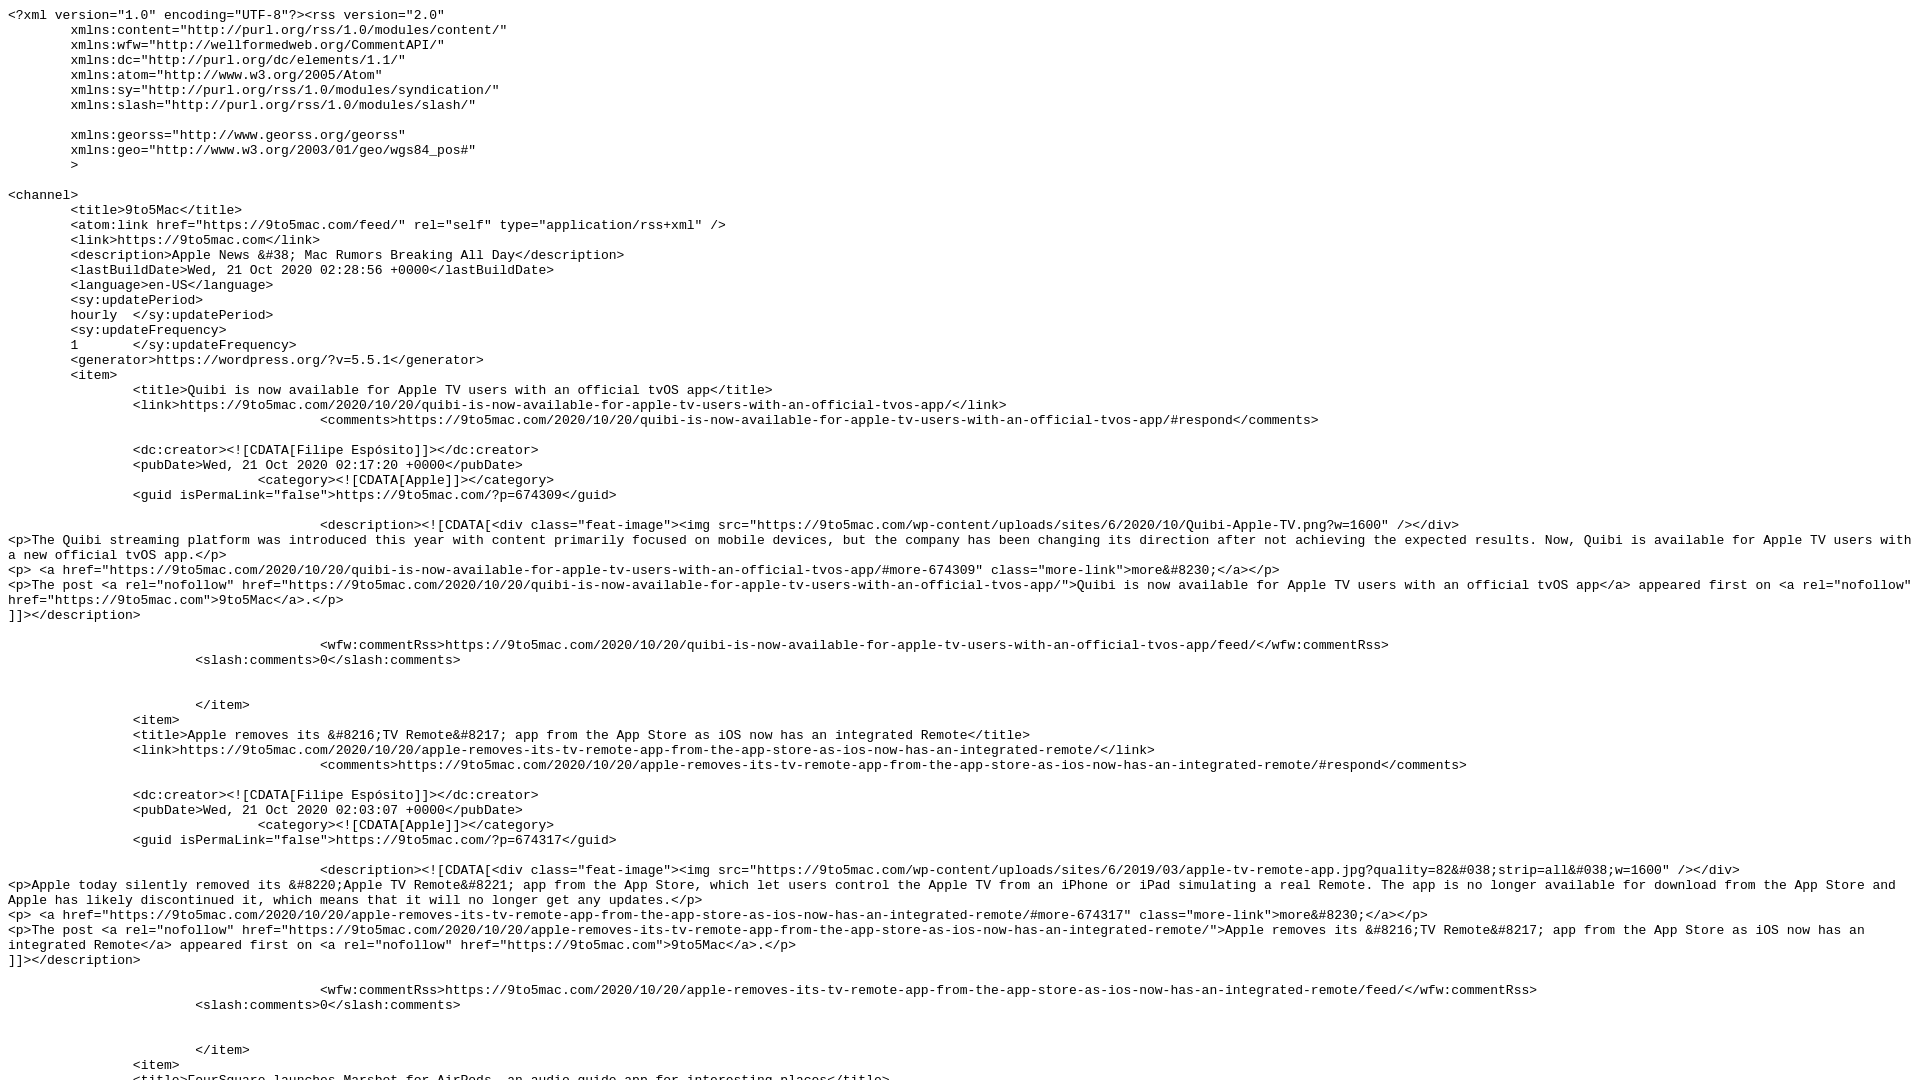 <?xml version="1.0" encoding="UTF-8"?><rss version="2.0"
xmlns:content="http://purl.org/rss/1.0/modules/content/"
xmlns:wfw="http://wellformedweb.org/CommentAPI/"
xmlns:dc="http://purl.org/dc/elements/1.1/"
xmlns:atom="http://www.w3.org/2005/Atom"
xmlns:sy="http://purl.org/rss/1.0/modules/syndication/"
xmlns:slash="http://purl.org/rss/1.0/modules/slash/"
xmlns:georss="http://www.georss.org/georss"
xmlns:geo="http://www.w3.org/2003/01/geo/wgs84_pos#"
>
<channel>
<title>9to5Mac</title>
<atom:link href="https://9to5mac.com/feed/" rel="self" type="application/rss+xml" />
<link>https://9to5mac.com</link>
<description>Apple News &#38; Mac Rumors Breaking All Day</description>
<lastBuildDate>Wed, 21 Oct 2020 02:28:56 +0000</lastBuildDate>
<language>en-US</language>
<sy:updatePeriod>
hourly </sy:updatePeriod>
<sy:updateFrequency>
1 </sy:updateFrequency>
<generator>https://wordpress.org/?v=5.5.1</generator>
<item>
<title>Quibi is now available for Apple TV users with an official tvOS app</title>
<link>https://9to5mac.com/2020/10/20/quibi-is-now-available-for-apple-tv-users-with-an-official-tvos-app/</link>
<comments>https://9to5mac.com/2020/10/20/quibi-is-now-available-for-apple-tv-users-with-an-official-tvos-app/#respond</comments>
<dc:creator><![CDATA[Filipe Espósito]]></dc:creator>
<pubDate>Wed, 21 Oct 2020 02:17:20 +0000</pubDate>
<category><![CDATA[Apple]]></category>
<guid isPermaLink="false">https://9to5mac.com/?p=674309</guid>
<description><![CDATA[<div class="feat-image"><img src="https://9to5mac.com/wp-content/uploads/sites/6/2020/10/Quibi-Apple-TV.png?w=1600" /></div>
<p>The Quibi streaming platform was introduced this year with content primarily focused on mobile devices, but the company has been changing its direction after not achieving the expected results. Now, Quibi is available for Apple TV users with
a new official tvOS app.</p>
<p> <a href="https://9to5mac.com/2020/10/20/quibi-is-now-available-for-apple-tv-users-with-an-official-tvos-app/#more-674309" class="more-link">more&#8230;</a></p>
<p>The post <a rel="nofollow" href="https://9to5mac.com/2020/10/20/quibi-is-now-available-for-apple-tv-users-with-an-official-tvos-app/">Quibi is now available for Apple TV users with an official tvOS app</a> appeared first on <a rel="nofollow"
href="https://9to5mac.com">9to5Mac</a>.</p>
]]></description>
<wfw:commentRss>https://9to5mac.com/2020/10/20/quibi-is-now-available-for-apple-tv-users-with-an-official-tvos-app/feed/</wfw:commentRss>
<slash:comments>0</slash:comments>
</item>
<item>
<title>Apple removes its &#8216;TV Remote&#8217; app from the App Store as iOS now has an integrated Remote</title>
<link>https://9to5mac.com/2020/10/20/apple-removes-its-tv-remote-app-from-the-app-store-as-ios-now-has-an-integrated-remote/</link>
<comments>https://9to5mac.com/2020/10/20/apple-removes-its-tv-remote-app-from-the-app-store-as-ios-now-has-an-integrated-remote/#respond</comments>
<dc:creator><![CDATA[Filipe Espósito]]></dc:creator>
<pubDate>Wed, 21 Oct 2020 02:03:07 +0000</pubDate>
<category><![CDATA[Apple]]></category>
<guid isPermaLink="false">https://9to5mac.com/?p=674317</guid>
<description><![CDATA[<div class="feat-image"><img src="https://9to5mac.com/wp-content/uploads/sites/6/2019/03/apple-tv-remote-app.jpg?quality=82&#038;strip=all&#038;w=1600" /></div>
<p>Apple today silently removed its &#8220;Apple TV Remote&#8221; app from the App Store, which let users control the Apple TV from an iPhone or iPad simulating a real Remote. The app is no longer available for download from the App Store and
Apple has likely discontinued it, which means that it will no longer get any updates.</p>
<p> <a href="https://9to5mac.com/2020/10/20/apple-removes-its-tv-remote-app-from-the-app-store-as-ios-now-has-an-integrated-remote/#more-674317" class="more-link">more&#8230;</a></p>
<p>The post <a rel="nofollow" href="https://9to5mac.com/2020/10/20/apple-removes-its-tv-remote-app-from-the-app-store-as-ios-now-has-an-integrated-remote/">Apple removes its &#8216;TV Remote&#8217; app from the App Store as iOS now has an
integrated Remote</a> appeared first on <a rel="nofollow" href="https://9to5mac.com">9to5Mac</a>.</p>
]]></description>
<wfw:commentRss>https://9to5mac.com/2020/10/20/apple-removes-its-tv-remote-app-from-the-app-store-as-ios-now-has-an-integrated-remote/feed/</wfw:commentRss>
<slash:comments>0</slash:comments>
</item>
<item>
<title>FourSquare launches Marsbot for AirPods, an audio guide app for interesting places</title>